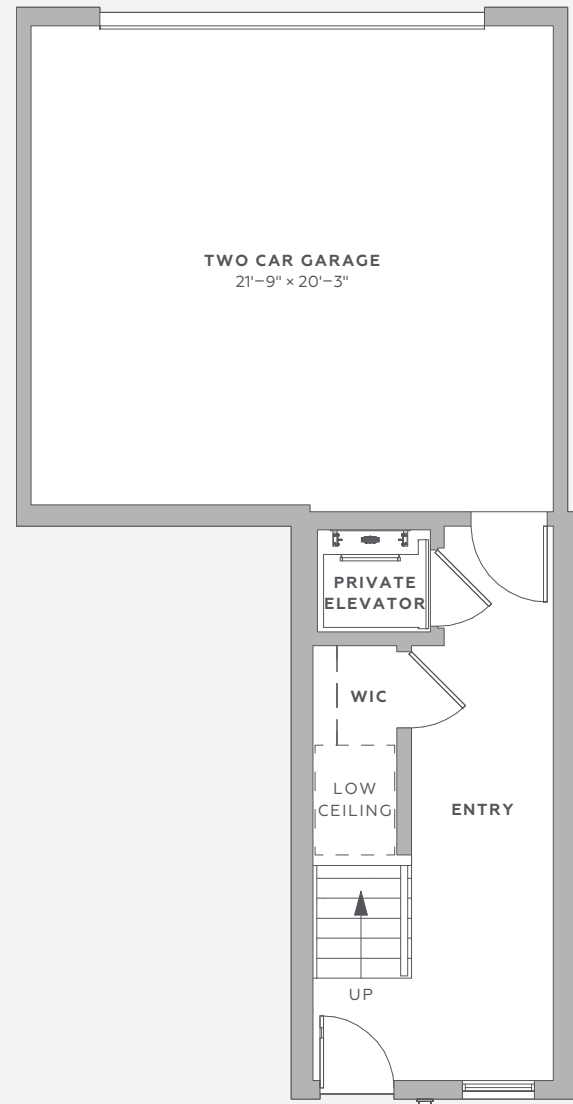 TWO CAR GARAGE
21'–9" × 20'–3"
PRIVATE
ELEVATOR
WIC
LOW
CEILING
ENTRY
UP